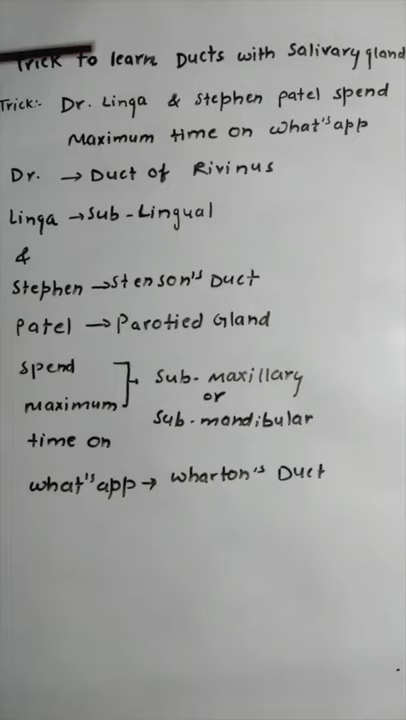 Trick to learn Ducts with Salivary gland
Trick:- Dr. Linga & Stephen patel spend
Maximum time on what's app
Dr. → Duct of Rivinus
Linga → Sub-Lingual
&
Stephen → Stenson's Duct
Patel → Parotied Gland
Spend
Maximum
Sub-Maxillary
or
Sub-mandibular
time on
what's app → Wharton's Duct